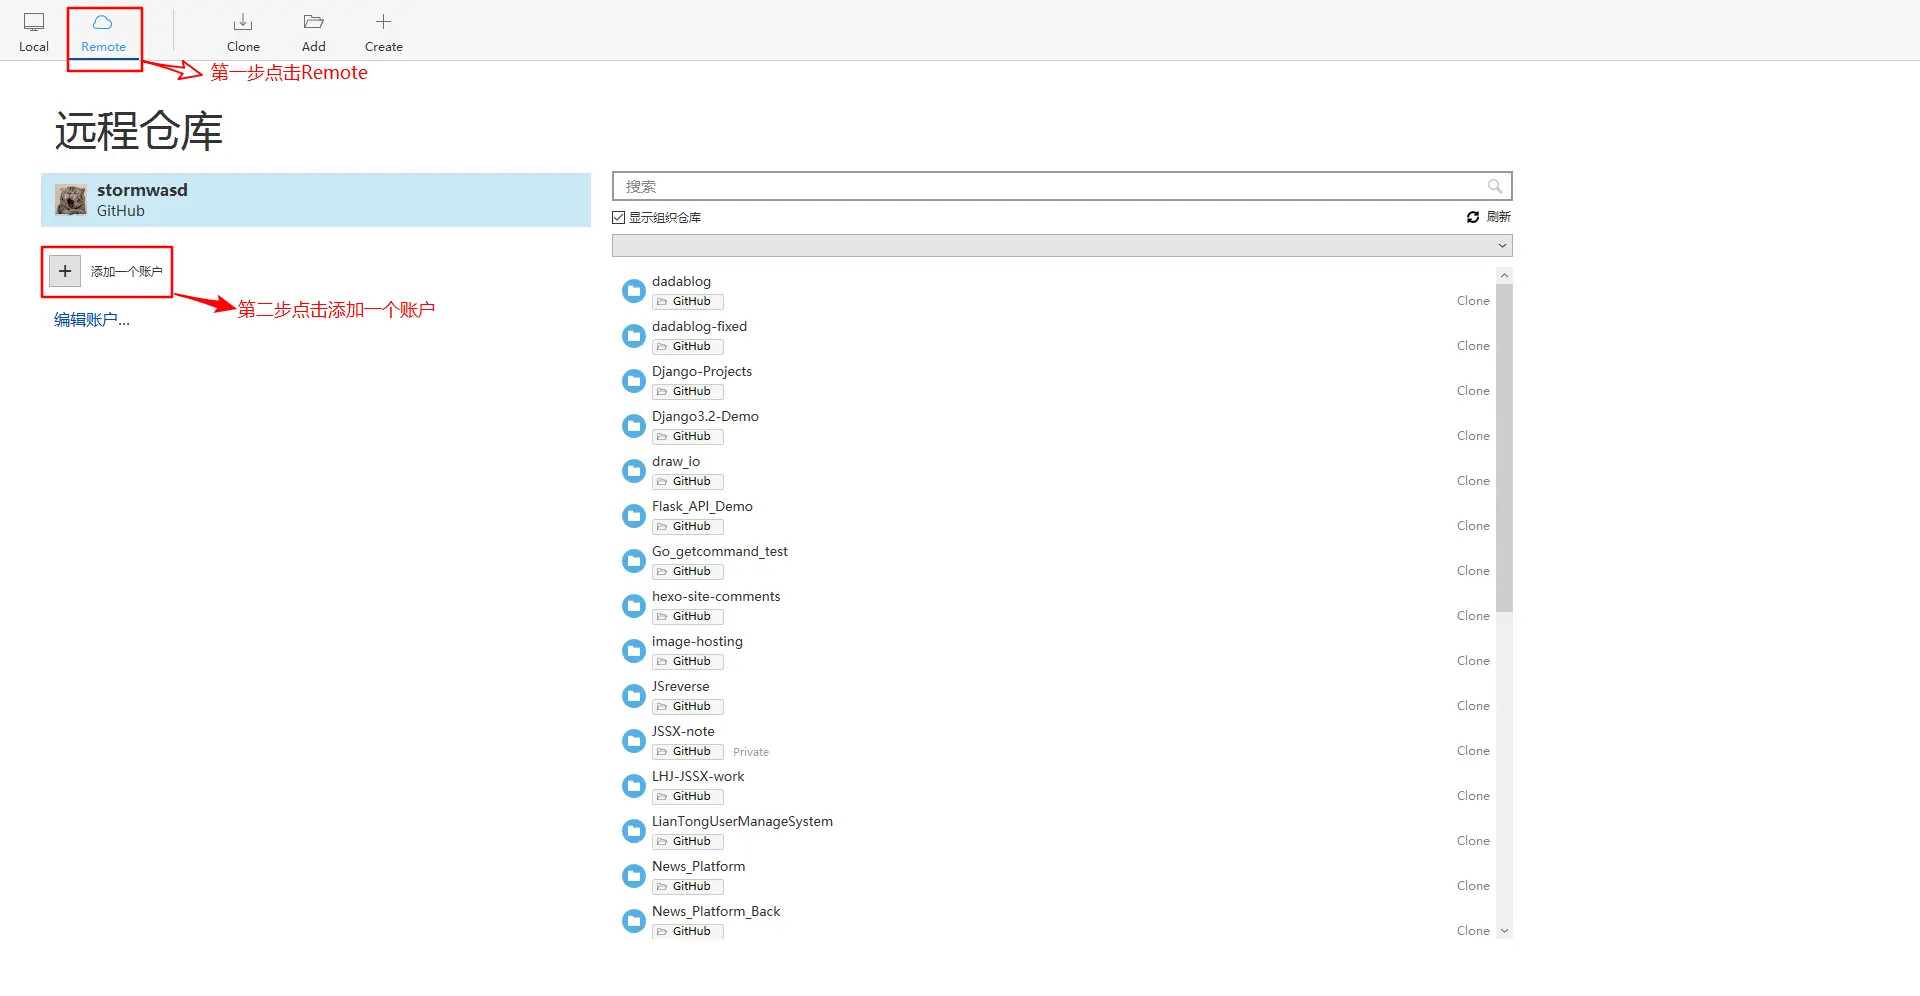 Local
Remote
Clone
Add
Create
第一步点击Remote
远程仓库
stormwasd
GitHub
添加一个账户
第二步点击添加一个账户
编辑账户...
搜索
显示组织仓库
刷新
dadablog
GitHub
Clone
dadablog-fixed
GitHub
Clone
Django-Projects
GitHub
Clone
Django3.2-Demo
GitHub
Clone
draw_io
GitHub
Clone
Flask_API_Demo
GitHub
Clone
Go_getcommand_test
GitHub
Clone
hexo-site-comments
GitHub
Clone
image-hosting
GitHub
Clone
JSreverse
GitHub
Clone
JSSX-note
GitHub Private
Clone
LHJ-JSSX-work
GitHub
Clone
LianTongUserManageSystem
GitHub
Clone
News_Platform
GitHub
Clone
News_Platform_Back
GitHub
Clone